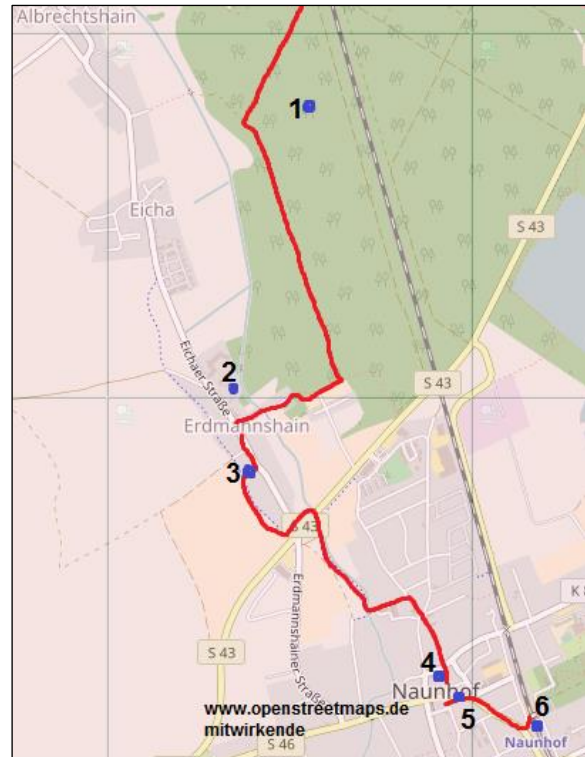 Albrechtshain
1
Eicha
S 43
Eichaer Straße
2
S 43
Erdmannshain
3
S 43
Erdmannshainer Straße
K 8
S 43
4
Naunhof
5
6
www.openstreetmaps.de
mitwirkende
S 46
Naunhof